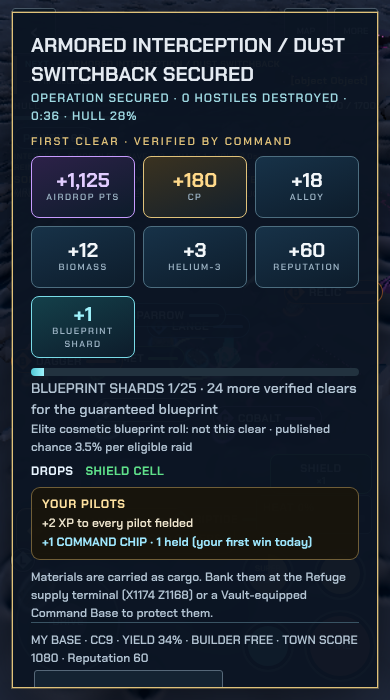 ARMORED INTERCEPTION / DUST
SWITCHBACK SECURED
OPERATION SECURED · 0 HOSTILES DESTROYED ·
0:36 · HULL 28%
FIRST CLEAR · VERIFIED BY COMMAND
+1,125
AIRDROP PTS
+180
CP
+18
ALLOY
+12
BIOMASS
+3
HELIUM-3
+60
REPUTATION
+1
BLUEPRINT
SHARD
BLUEPRINT SHARDS 1/25 · 24 more verified clears
for the guaranteed blueprint
Elite cosmetic blueprint roll: not this clear · published
chance 3.5% per eligible raid
DROPS SHIELD CELL
YOUR PILOTS
+2 XP to every pilot fielded
+1 COMMAND CHIP · 1 held (your first win today)
Materials are carried as cargo. Bank them at the Refuge
supply terminal (X1174 Z1168) or a Vault-equipped
Command Base to protect them.
MY BASE · CC9 · YIELD 34% · BUILDER FREE · TOWN SCORE
1080 · Reputation 60
RELIC
COBALT
SHIELD